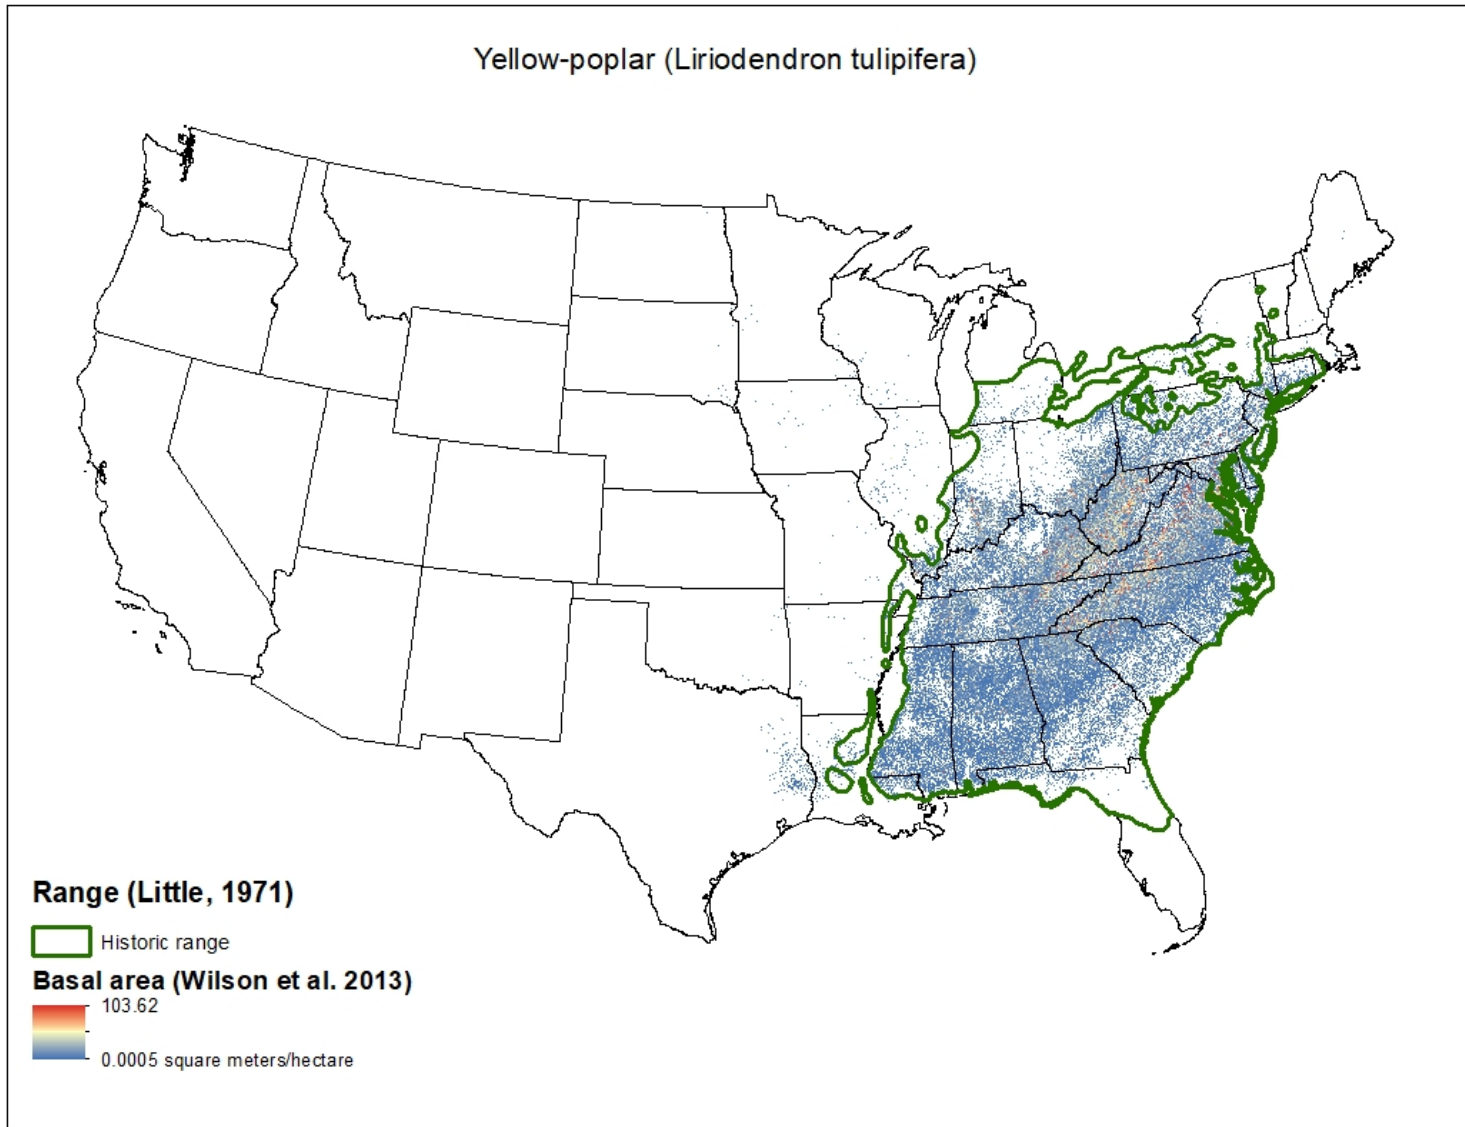 Yellow-poplar (Liriodendron tulipifera)
Range (Little, 1971)
Historic range
Basal area (Wilson et al. 2013)
103.62
0.0005 square meters/hectare